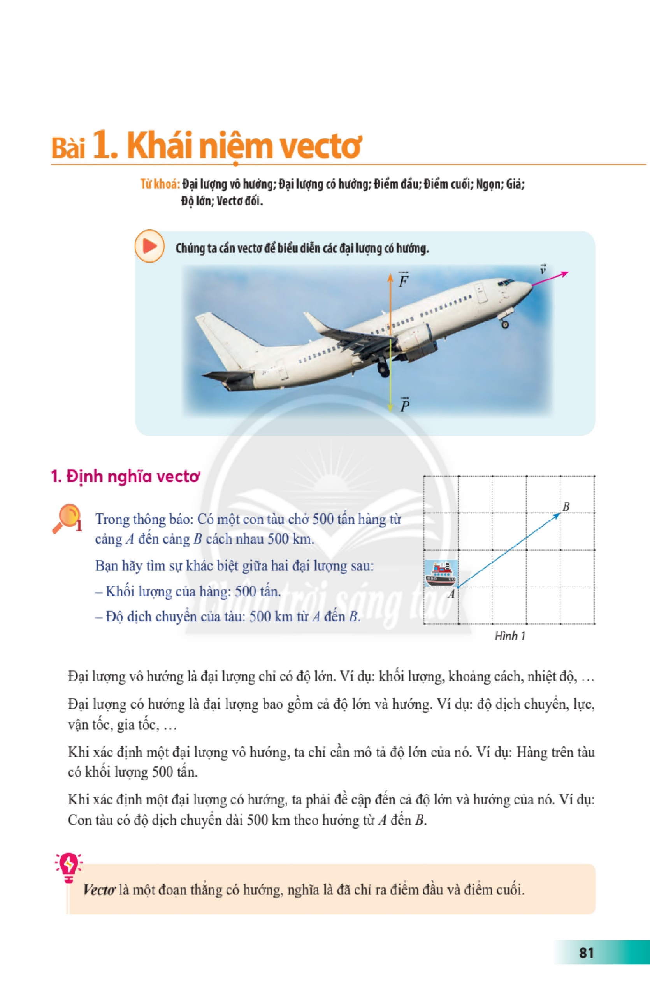 Bài 1. Khái niệm vectơ
Từ khoá: Đại lượng vô hướng; Đại lượng có hướng; Điểm đầu; Điểm cuối; Ngọn; Giá;
Độ lớn; Vectơ đối.
Chúng ta cần vectơ để biểu diễn các đại lượng có hướng.
v⃗
F⃗
P⃗
1. Định nghĩa vectơ
1
Trong thông báo: Có một con tàu chở 500 tấn hàng từ
cảng A đến cảng B cách nhau 500 km.
Bạn hãy tìm sự khác biệt giữa hai đại lượng sau:
– Khối lượng của hàng: 500 tấn.
– Độ dịch chuyển của tàu: 500 km từ A đến B.
B
A
Hình 1
Chân trời sáng tạo
Đại lượng vô hướng là đại lượng chỉ có độ lớn. Ví dụ: khối lượng, khoảng cách, nhiệt độ, …
Đại lượng có hướng là đại lượng bao gồm cả độ lớn và hướng. Ví dụ: độ dịch chuyển, lực,
vận tốc, gia tốc, …
Khi xác định một đại lượng vô hướng, ta chỉ cần mô tả độ lớn của nó. Ví dụ: Hàng trên tàu
có khối lượng 500 tấn.
Khi xác định một đại lượng có hướng, ta phải đề cập đến cả độ lớn và hướng của nó. Ví dụ:
Con tàu có độ dịch chuyển dài 500 km theo hướng từ A đến B.
Vectơ là một đoạn thẳng có hướng, nghĩa là đã chỉ ra điểm đầu và điểm cuối.
81